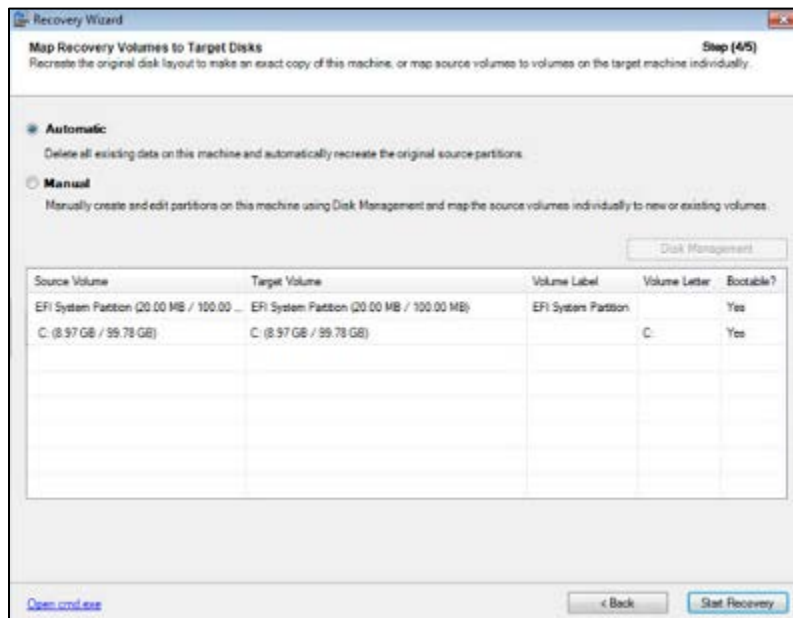 Recovery Wizard
Map Recovery Volumes to Target Disks
Step (4/5)
Recreate the original disk layout to make an exact copy of this machine, or map source volumes to volumes on the target machine individually.
Automatic
Delete all existing data on this machine and automatically recreate the original source partitions.
Manual
Manually create and edit partitions on this machine using Disk Management and map the source volumes individually to new or existing volumes.
Disk Management
Source Volume Target Volume Volume Label Volume Letter Bootable?
EFI System Partition (20.00 MB / 100.00 ... EFI System Partition (20.00 MB / 100.00 MB) EFI System Partition Yes
C: (8.97 GB / 99.78 GB) C: (8.97 GB / 99.78 GB) C: Yes
Open cmd.exe
< Back
Start Recovery